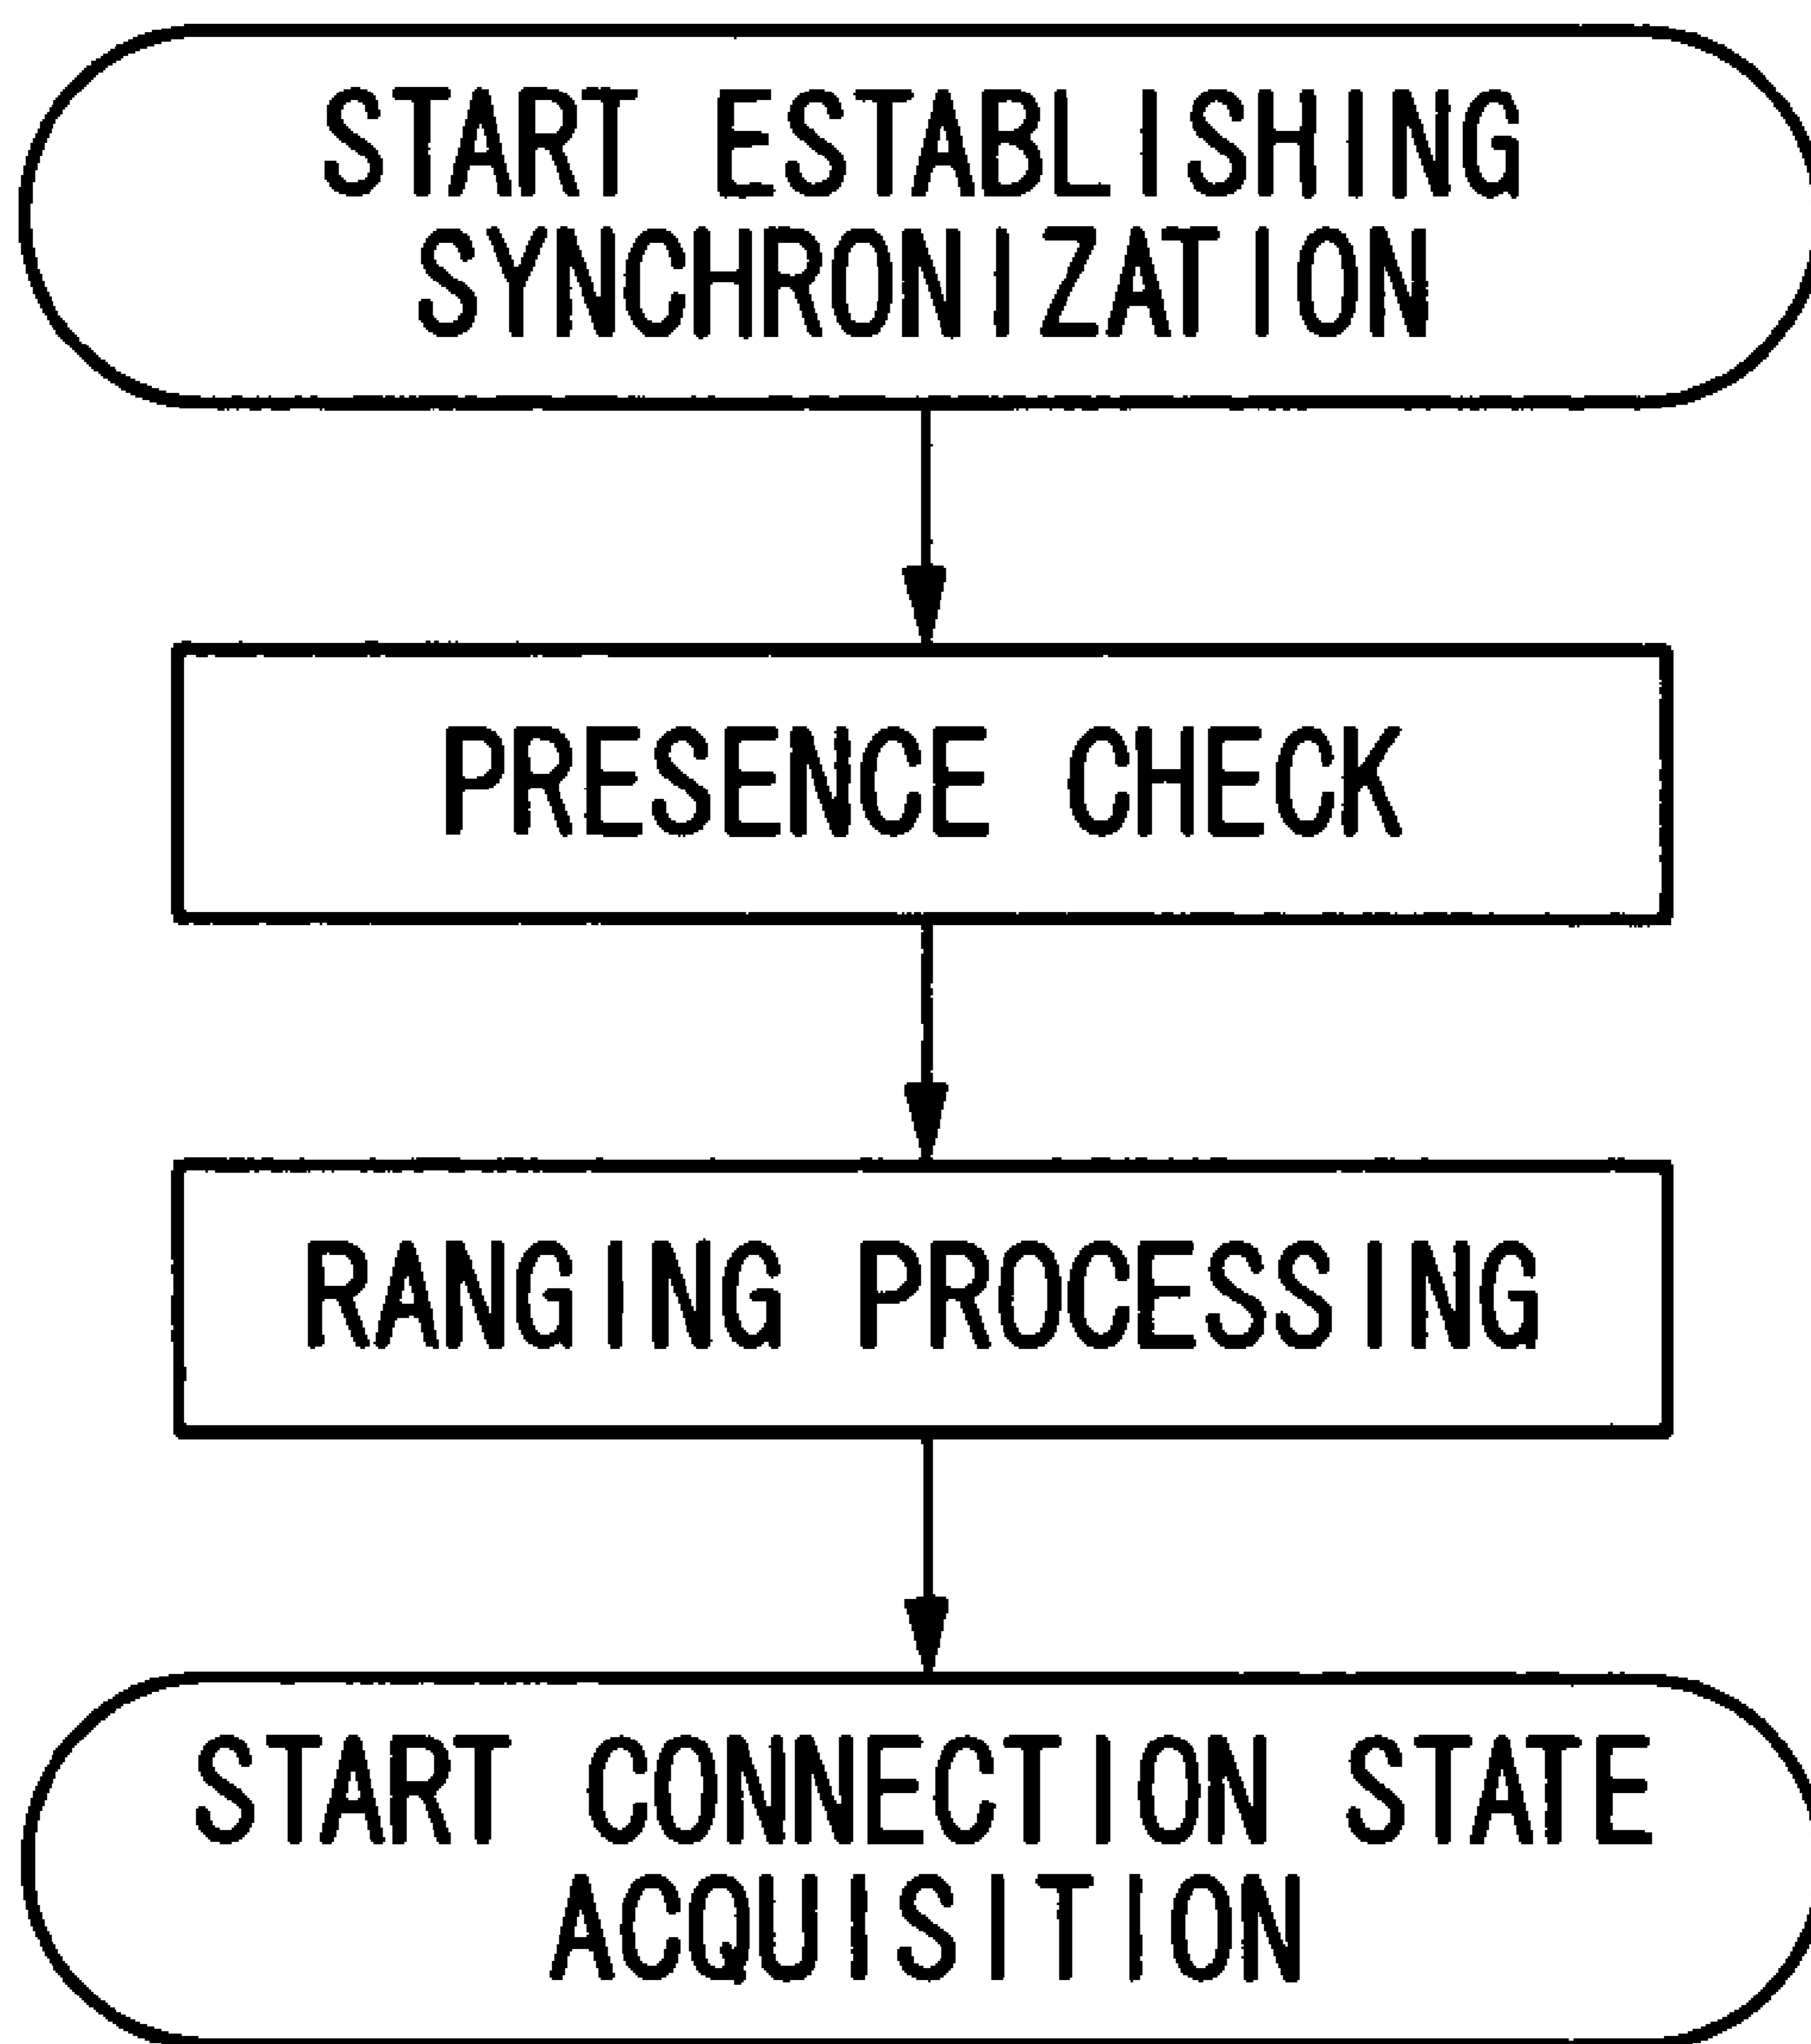 START ESTABLISHING
SYNCHRONIZATION
PRESENCE CHECK
RANGING PROCESSING
START CONNECTION STATE
ACQUISITION